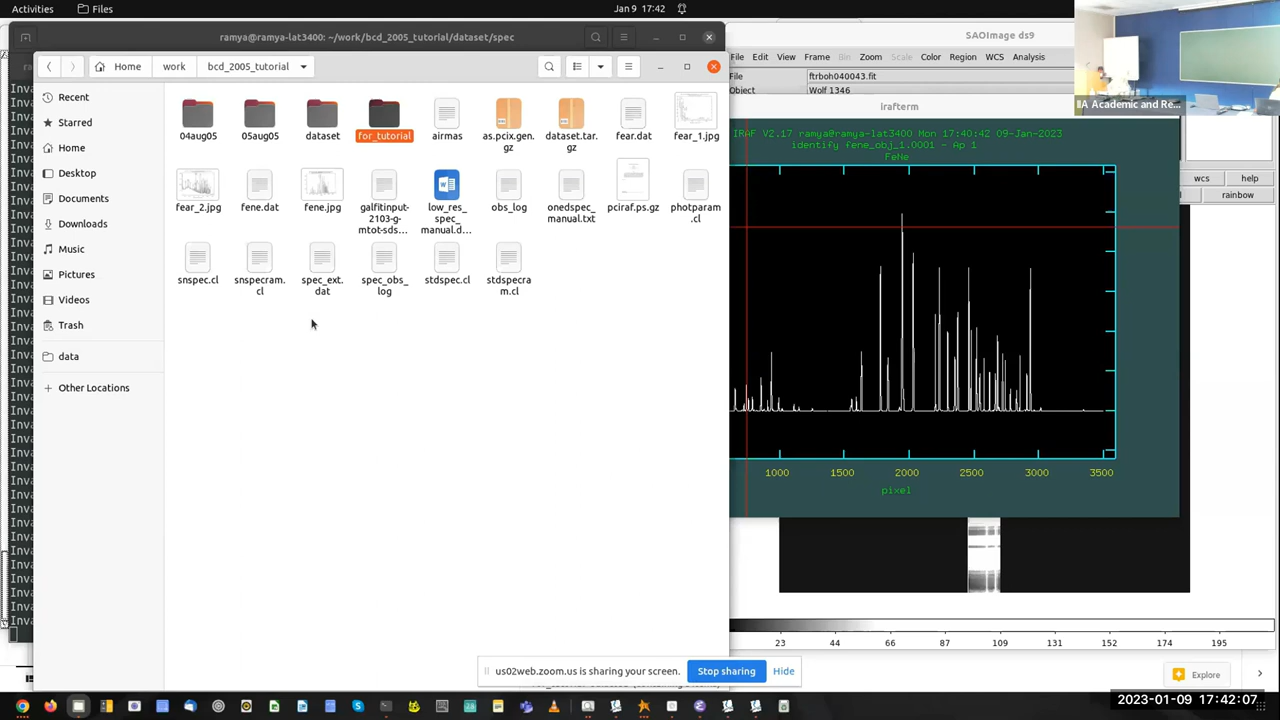 Activities
Files
Jan 9 17:42
ramya@ramya-lat3400: ~/work/bcd_2005_tutorial/dataset/spec
SAOImage ds9
Home
work
bcd_2005_tutorial
File Edit View Frame Bin Zoom Scale Color Region WCS Analysis
File
ftrboh040043.fit
Object
Wolf 1346
IIA Academic and Re...
irafterm
IRAF V2.17 ramya@ramya-lat3400 Mon 17:40:42 09-Jan-2023
identify fene_obj_1.0001 - Ap 1
FeNe
wcs
help
rainbow
Recent
Starred
Home
Desktop
Documents
Downloads
Music
Pictures
Videos
Trash
data
Other Locations
04aug05
05aug05
dataset
for_tutorial
airmas
as.pcix.gen.
gz
dataset.tar.
gz
fear.dat
fear_1.jpg
fear_2.jpg
fene.dat
fene.jpg
galfitinput-
2103-g-
mtot-sds...
low_res_
spec_
manual.d...
obs_log
onedspec_
manual.txt
pciraf.ps.gz
photparam
.cl
snspec.cl
snspecram.
cl
spec_ext.
dat
spec_obs_
log
stdspec.cl
stdspecra
m.cl
1000
1500
2000
2500
3000
3500
pixel
23
44
87
109
131
152
174
195
us02web.zoom.us is sharing your screen.
Stop sharing
Hide
Explore
2023-01-09 17:42:07